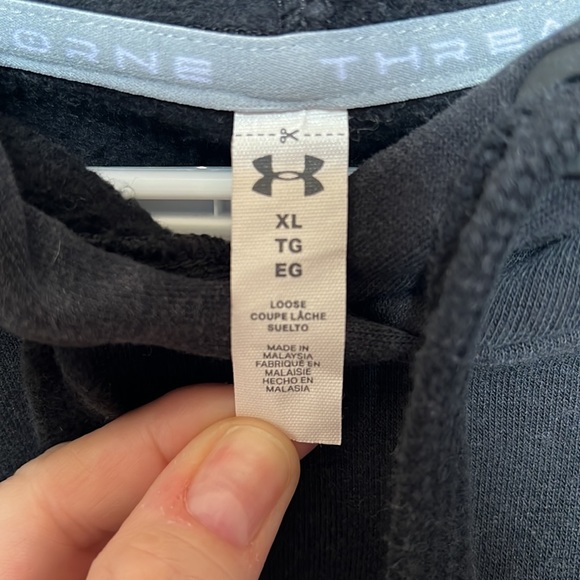 ORNE THREA
XL
TG
EG
LOOSE
COUPE LÂCHE
SUELTO
MADE IN
MALAYSIA
FABRIQUÉ EN
MALAISIE
HECHO EN
MALASIA